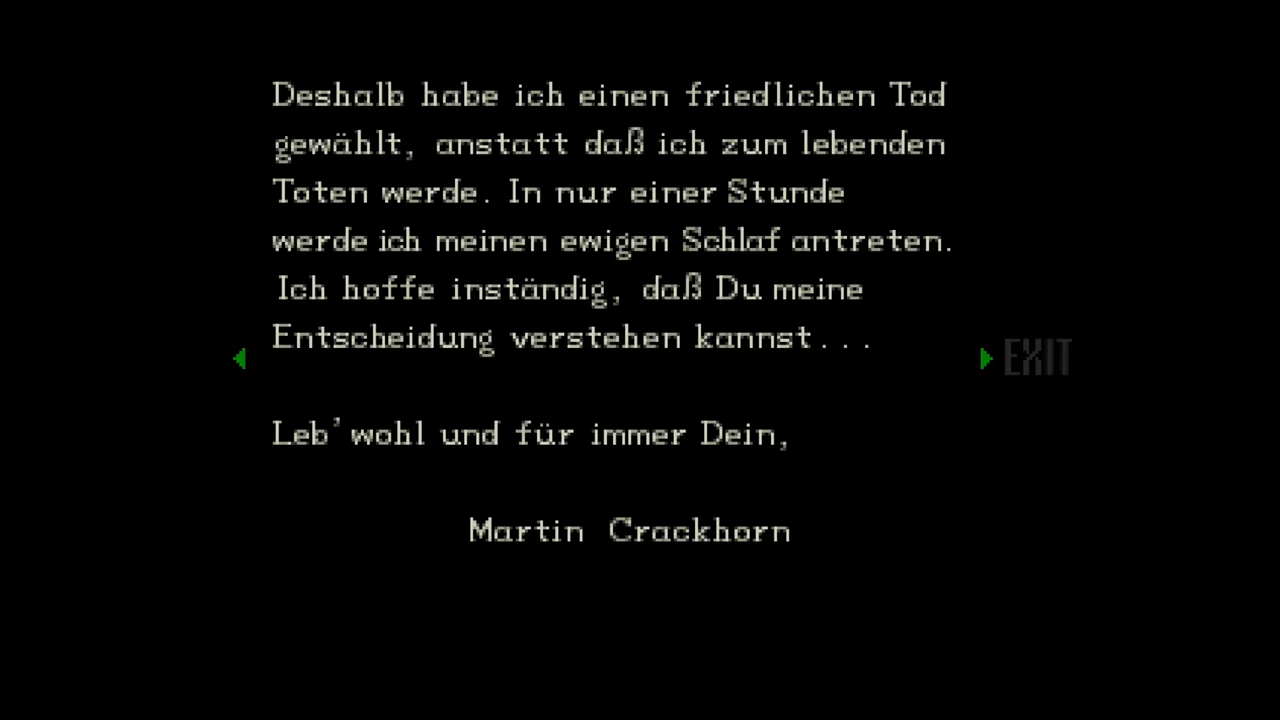 Deshalb habe ich einen friedlichen Tod
gewählt, anstatt daß ich zum lebenden
Toten werde. In nur einer Stunde
werde ich meinen ewigen Schlaf antreten.
Ich hoffe inständig, daß Du meine
Entscheidung verstehen kannst...
EXIT
Leb'wohl und für immer Dein,
Martin Crackhorn